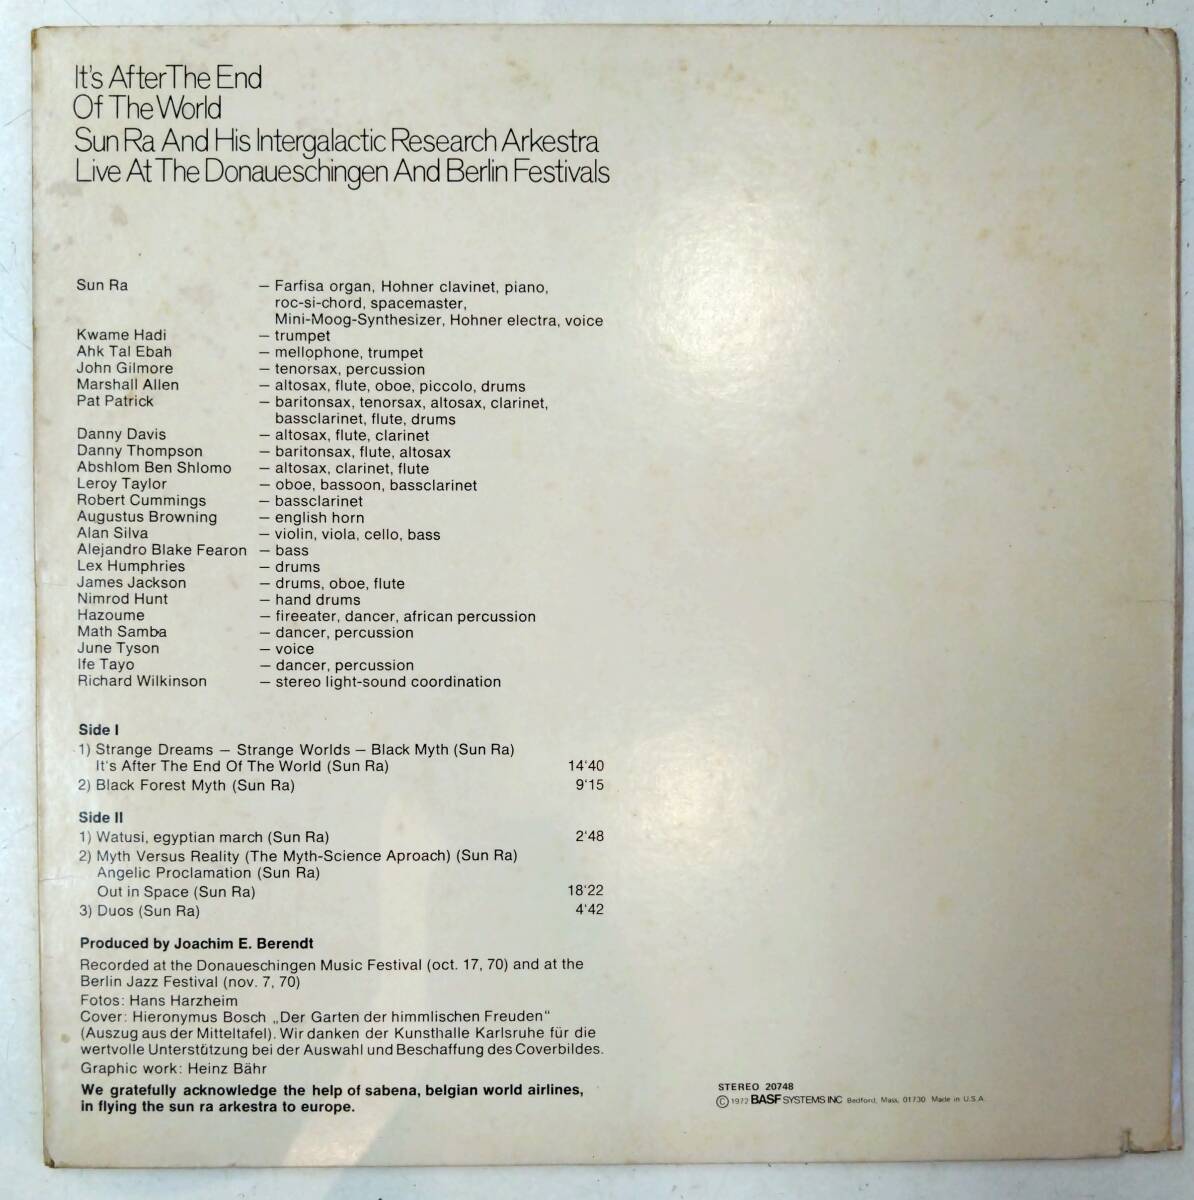 It's After The End
Of The World
Sun Ra And His Intergalactic Research Arkestra
Live At The Donaueschingen And Berlin Festivals
Sun Ra – Farfisa organ, Hohner clavinet, piano,
roc-si-chord, spacemaster,
Mini-Moog-Synthesizer, Hohner electra, voice
Kwame Hadi – trumpet
Ahk Tal Ebah – mellophone, trumpet
John Gilmore – tenorsax, percussion
Marshall Allen – altosax, flute, oboe, piccolo, drums
Pat Patrick – baritonsax, tenorsax, altosax, clarinet,
bassclarinet, flute, drums
Danny Davis – altosax, flute, clarinet
Danny Thompson – baritonsax, flute, altosax
Abshlom Ben Shlomo – altosax, clarinet, flute
Leroy Taylor – oboe, bassoon, bassclarinet
Robert Cummings – bassclarinet
Augustus Browning – english horn
Alan Silva – violin, viola, cello, bass
Alejandro Blake Fearon – bass
Lex Humphries – drums
James Jackson – drums, oboe, flute
Nimrod Hunt – hand drums
Hazoume – fireeater, dancer, african percussion
Math Samba – dancer, percussion
June Tyson – voice
Ife Tayo – dancer, percussion
Richard Wilkinson – stereo light-sound coordination
Side I
1) Strange Dreams – Strange Worlds – Black Myth (Sun Ra)
It's After The End Of The World (Sun Ra) 14'40
2) Black Forest Myth (Sun Ra) 9'15
Side II
1) Watusi, egyptian march (Sun Ra) 2'48
2) Myth Versus Reality (The Myth-Science Aproach) (Sun Ra)
Angelic Proclamation (Sun Ra)
Out in Space (Sun Ra) 18'22
3) Duos (Sun Ra) 4'42
Produced by Joachim E. Berendt
Recorded at the Donaueschingen Music Festival (oct. 17, 70) and at the
Berlin Jazz Festival (nov. 7, 70)
Fotos: Hans Harzheim
Cover: Hieronymus Bosch „Der Garten der himmlischen Freuden"
(Auszug aus der Mitteltafel). Wir danken der Kunsthalle Karlsruhe für die
wertvolle Unterstützung bei der Auswahl und Beschaffung des Coverbildes.
Graphic work: Heinz Bähr
We gratefully acknowledge the help of sabena, belgian world airlines,
in flying the sun ra arkestra to europe.
STEREO 20748
© 1972 BASF SYSTEMS INC Bedford, Mass. 01730 Made in U.S.A.